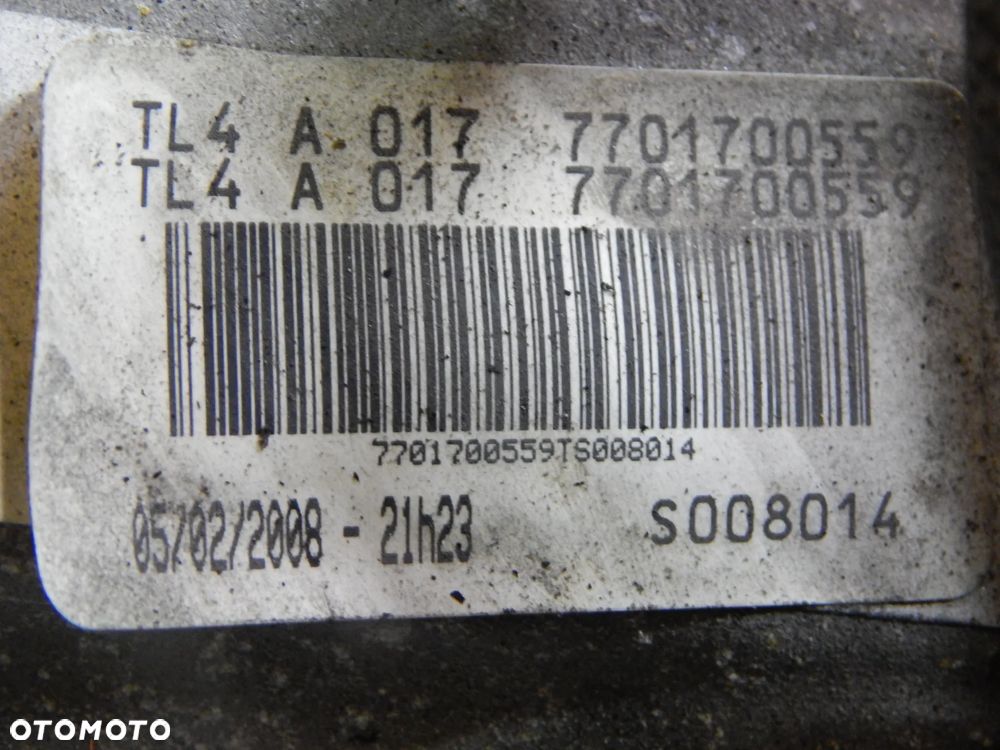 TL4 A 017 7701700559
TL4 A 017 7701700559
7701700559TS008014
05/02/2008 - 21h23 S008014
OTOMOTO